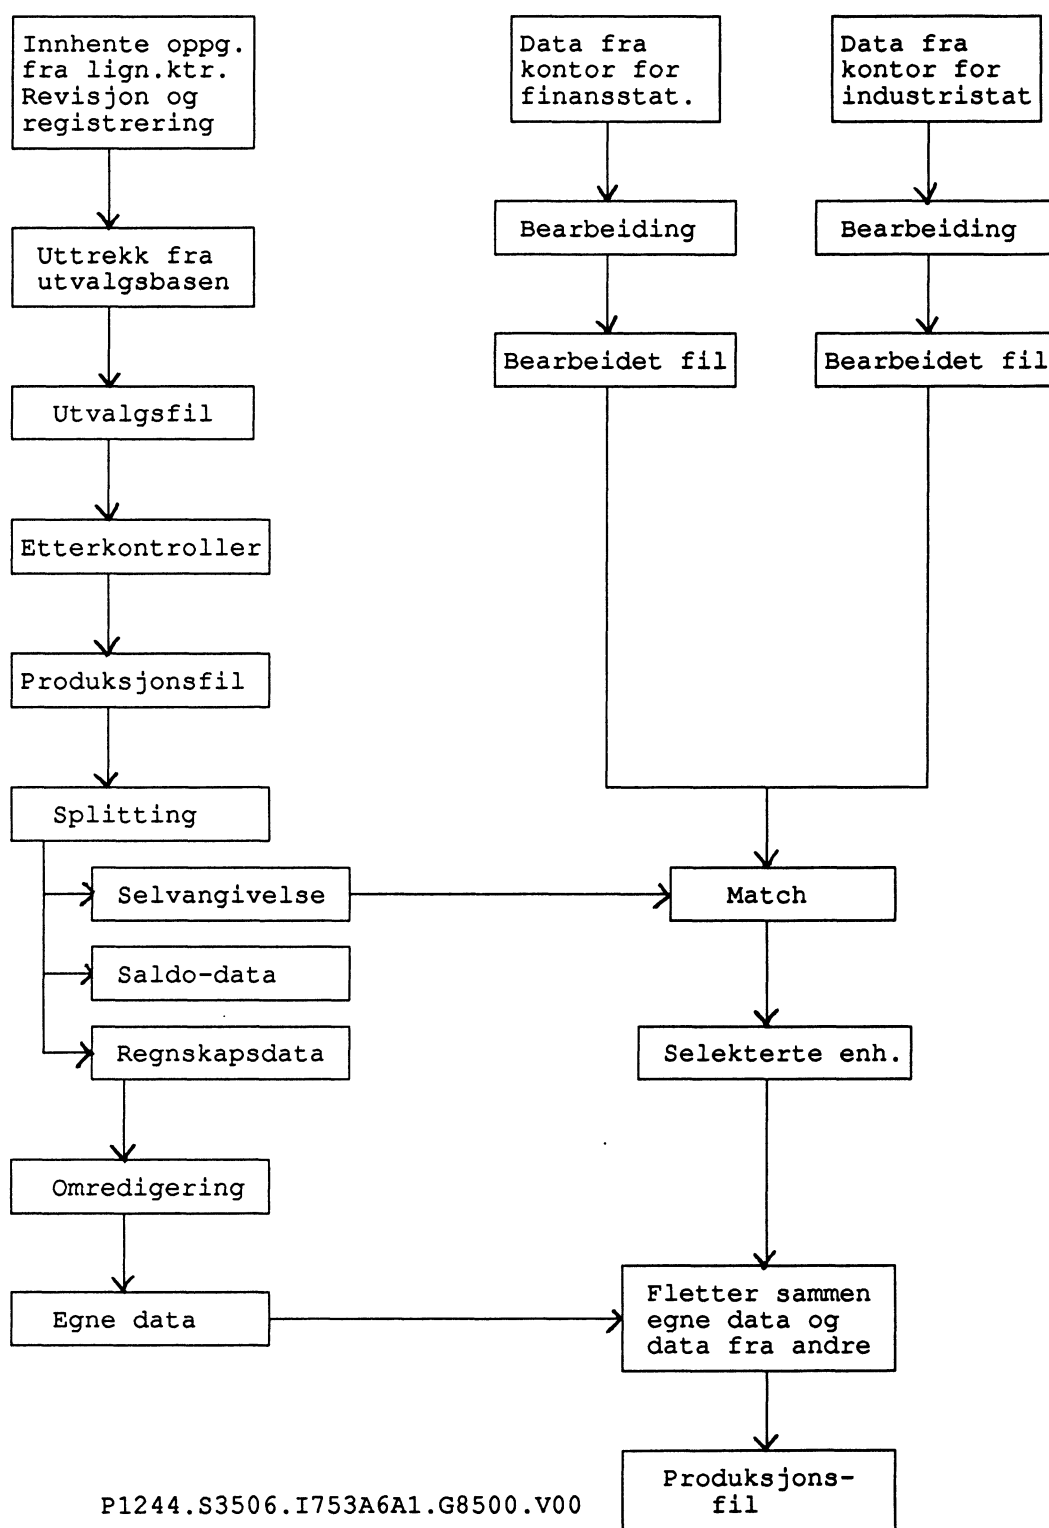 Innhente oppg.
fra lign.ktr.
Revisjon og
registrering
Data fra
kontor for
finansstat.
Data fra
kontor for
industristat
Uttrekk fra
utvalgsbasen
Bearbeiding
Bearbeiding
Bearbeidet fil
Bearbeidet fil
Utvalgsfil
Etterkontroller
Produksjonsfil
Splitting
Selvangivelse
Match
Saldo-data
Regnskapsdata
Selekterte enh.
Omredigering
Egne data
Fletter sammen
egne data og
data fra andre
Produksjons-
fil
P1244.S3506.I753A6A1.G8500.V00